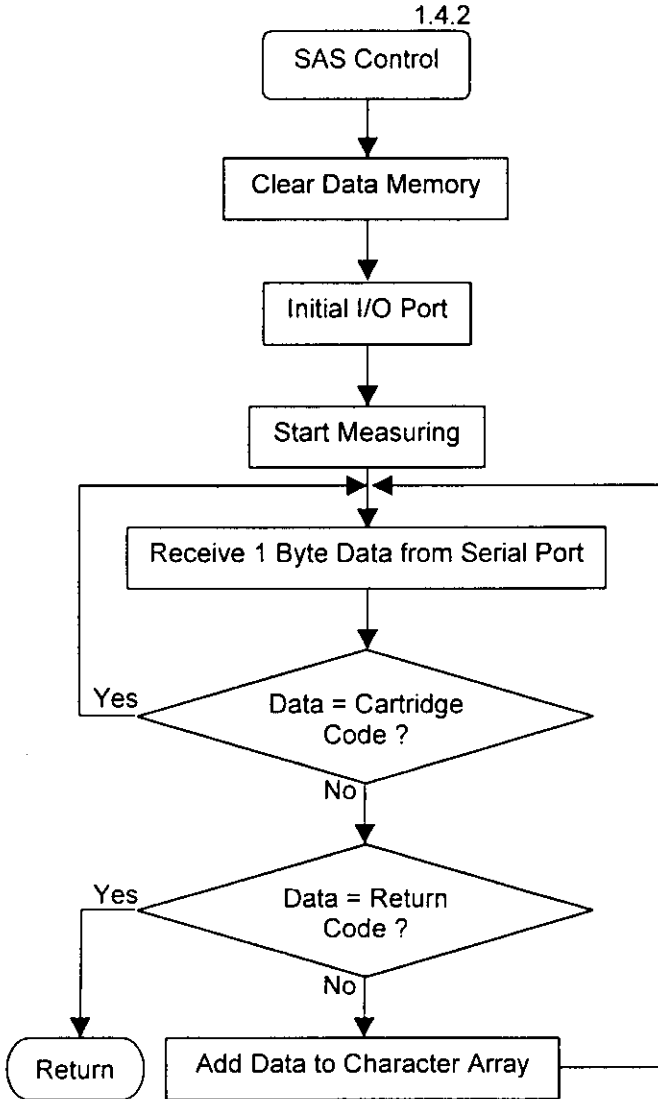 1.4.2
SAS Control
Clear Data Memory
Initial I/O Port
Start Measuring
Receive 1 Byte Data from Serial Port
Yes
Data = Cartridge
Code ?
No
Yes
Data = Return
Code ?
No
Return
Add Data to Character Array